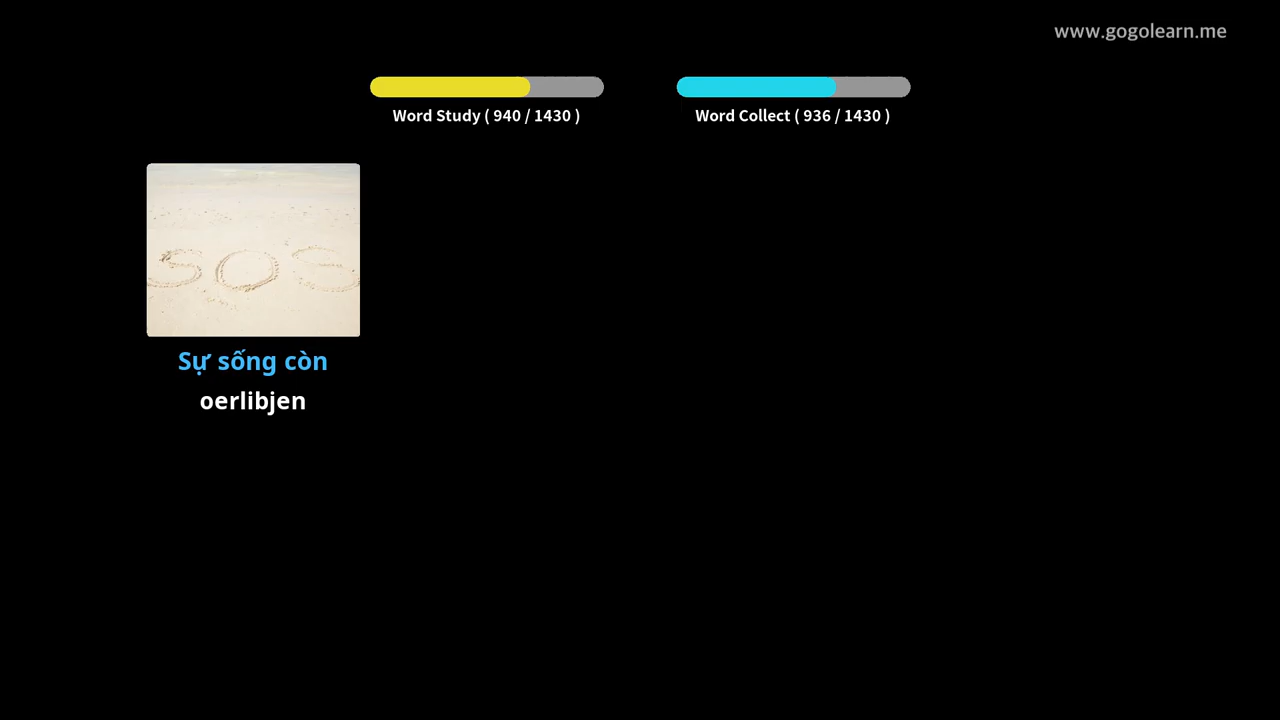 www.gogolearn.me
Word Study ( 940 / 1430 )
Word Collect ( 936 / 1430 )
SOS
Sự sống còn
oerlibjen